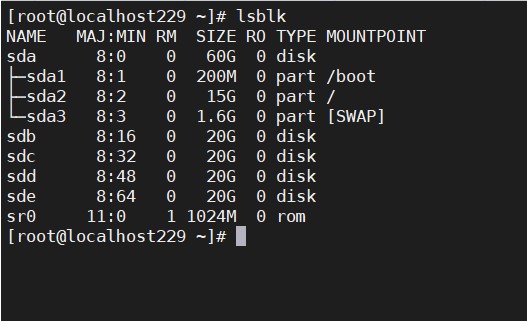 [root@localhost229 ~]# lsblk
NAME   MAJ:MIN RM  SIZE RO TYPE MOUNTPOINT
sda      8:0    0   60G  0 disk
├─sda1   8:1    0  200M  0 part /boot
├─sda2   8:2    0   15G  0 part /
└─sda3   8:3    0  1.6G  0 part [SWAP]
sdb      8:16   0   20G  0 disk
sdc      8:32   0   20G  0 disk
sdd      8:48   0   20G  0 disk
sde      8:64   0   20G  0 disk
sr0     11:0    1 1024M  0 rom
[root@localhost229 ~]#